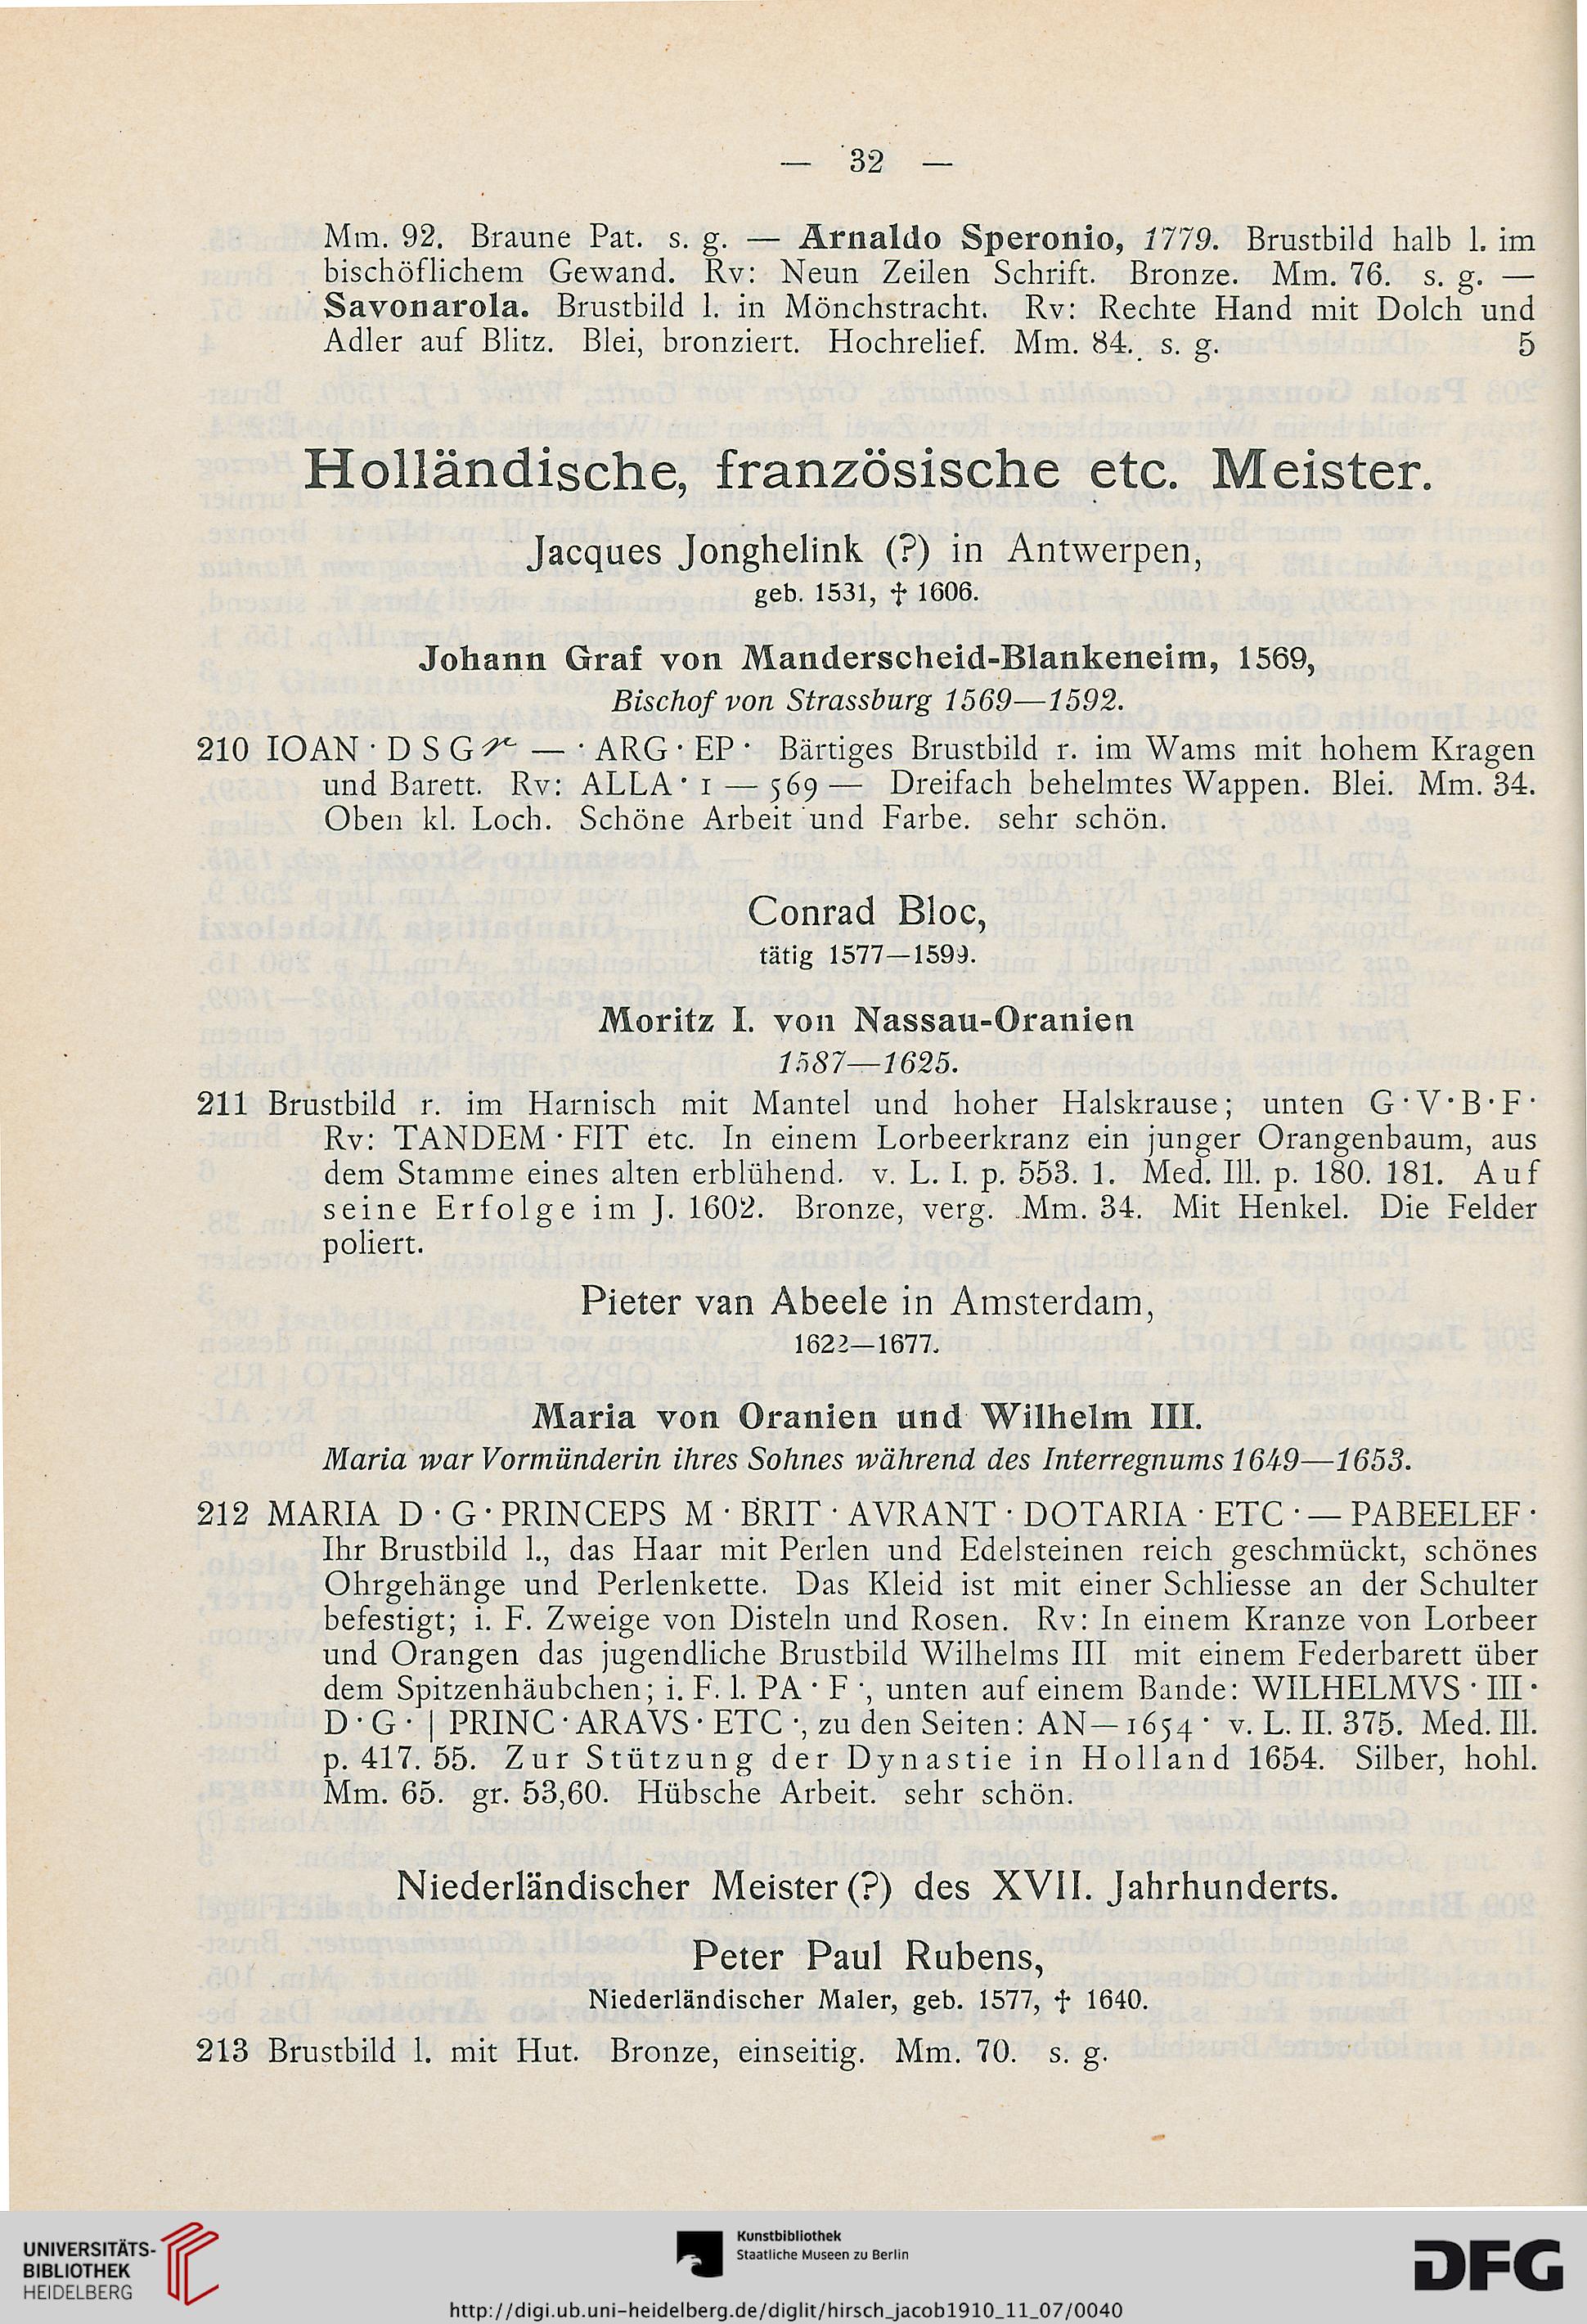 — 32 —
Mm. 92. Braune Pat. s. g. — Arnaldo Speronio, 1779. Brustbild halb l. im
bischöflichem Gewand. Rv: Neun Zeilen Schrift. Bronze. Mm. 76. s. g. —
Savonarola. Brustbild l. in Mönchstracht. Rv: Rechte Hand mit Dolch und
Adler auf Blitz. Blei, bronziert. Hochrelief. Mm. 84. s. g. 5
Holländische, französische etc. Meister.
Jacques Jonghelink (?) in Antwerpen,
geb. 1531, † 1606.
Johann Graf von Manderscheid-Blankeneim, 1569,
Bischof von Strassburg 1569—1592.
210 IOAN · D S G — · ARG · EP · Bärtiges Brustbild r. im Wams mit hohem Kragen
und Barett. Rv: ALLA · 1 — 569 — Dreifach behelmtes Wappen. Blei. Mm. 34.
Oben kl. Loch. Schöne Arbeit und Farbe. sehr schön.
Conrad Bloc,
tätig 1577—1599.
Moritz I. von Nassau-Oranien
1587—1625.
211 Brustbild r. im Harnisch mit Mantel und hoher Halskrause; unten G · V · B · F ·
Rv: TANDEM · FIT etc. In einem Lorbeerkranz ein junger Orangenbaum, aus
dem Stamme eines alten erblühend. v. L. I. p. 553. 1. Med. Ill. p. 180. 181. Auf
seine Erfolge im J. 1602. Bronze, verg. Mm. 34. Mit Henkel. Die Felder
poliert.
Pieter van Abeele in Amsterdam,
1622—1677.
Maria von Oranien und Wilhelm III.
Maria war Vormünderin ihres Sohnes während des Interregnums 1649—1653.
212 MARIA D · G · PRINCEPS M · BRIT · AVRANT · DOTARIA · ETC · — PABEELEF ·
Ihr Brustbild l., das Haar mit Perlen und Edelsteinen reich geschmückt, schönes
Ohrgehänge und Perlenkette. Das Kleid ist mit einer Schliesse an der Schulter
befestigt; i. F. Zweige von Disteln und Rosen. Rv: In einem Kranze von Lorbeer
und Orangen das jugendliche Brustbild Wilhelms III mit einem Federbarett über
dem Spitzenhäubchen; i. F. l. PA · F ·, unten auf einem Bande: WILHELMVS · III ·
D · G · | PRINC · ARAVS · ETC ·, zu den Seiten: AN — 1654 · v. L. II. 375. Med. Ill.
p. 417. 55. Zur Stützung der Dynastie in Holland 1654. Silber, hohl.
Mm. 65. gr. 53,60. Hübsche Arbeit. sehr schön.
Niederländischer Meister (?) des XVII. Jahrhunderts.
Peter Paul Rubens,
Niederländischer Maler, geb. 1577, † 1640.
213 Brustbild l. mit Hut. Bronze, einseitig. Mm. 70. s. g.
UNIVERSITÄTS-
BIBLIOTHEK
HEIDELBERG
Kunstbibliothek
Staatliche Museen zu Berlin
DFG
http://digi.ub.uni-heidelberg.de/diglit/hirsch_jacob1910_11_07/0040